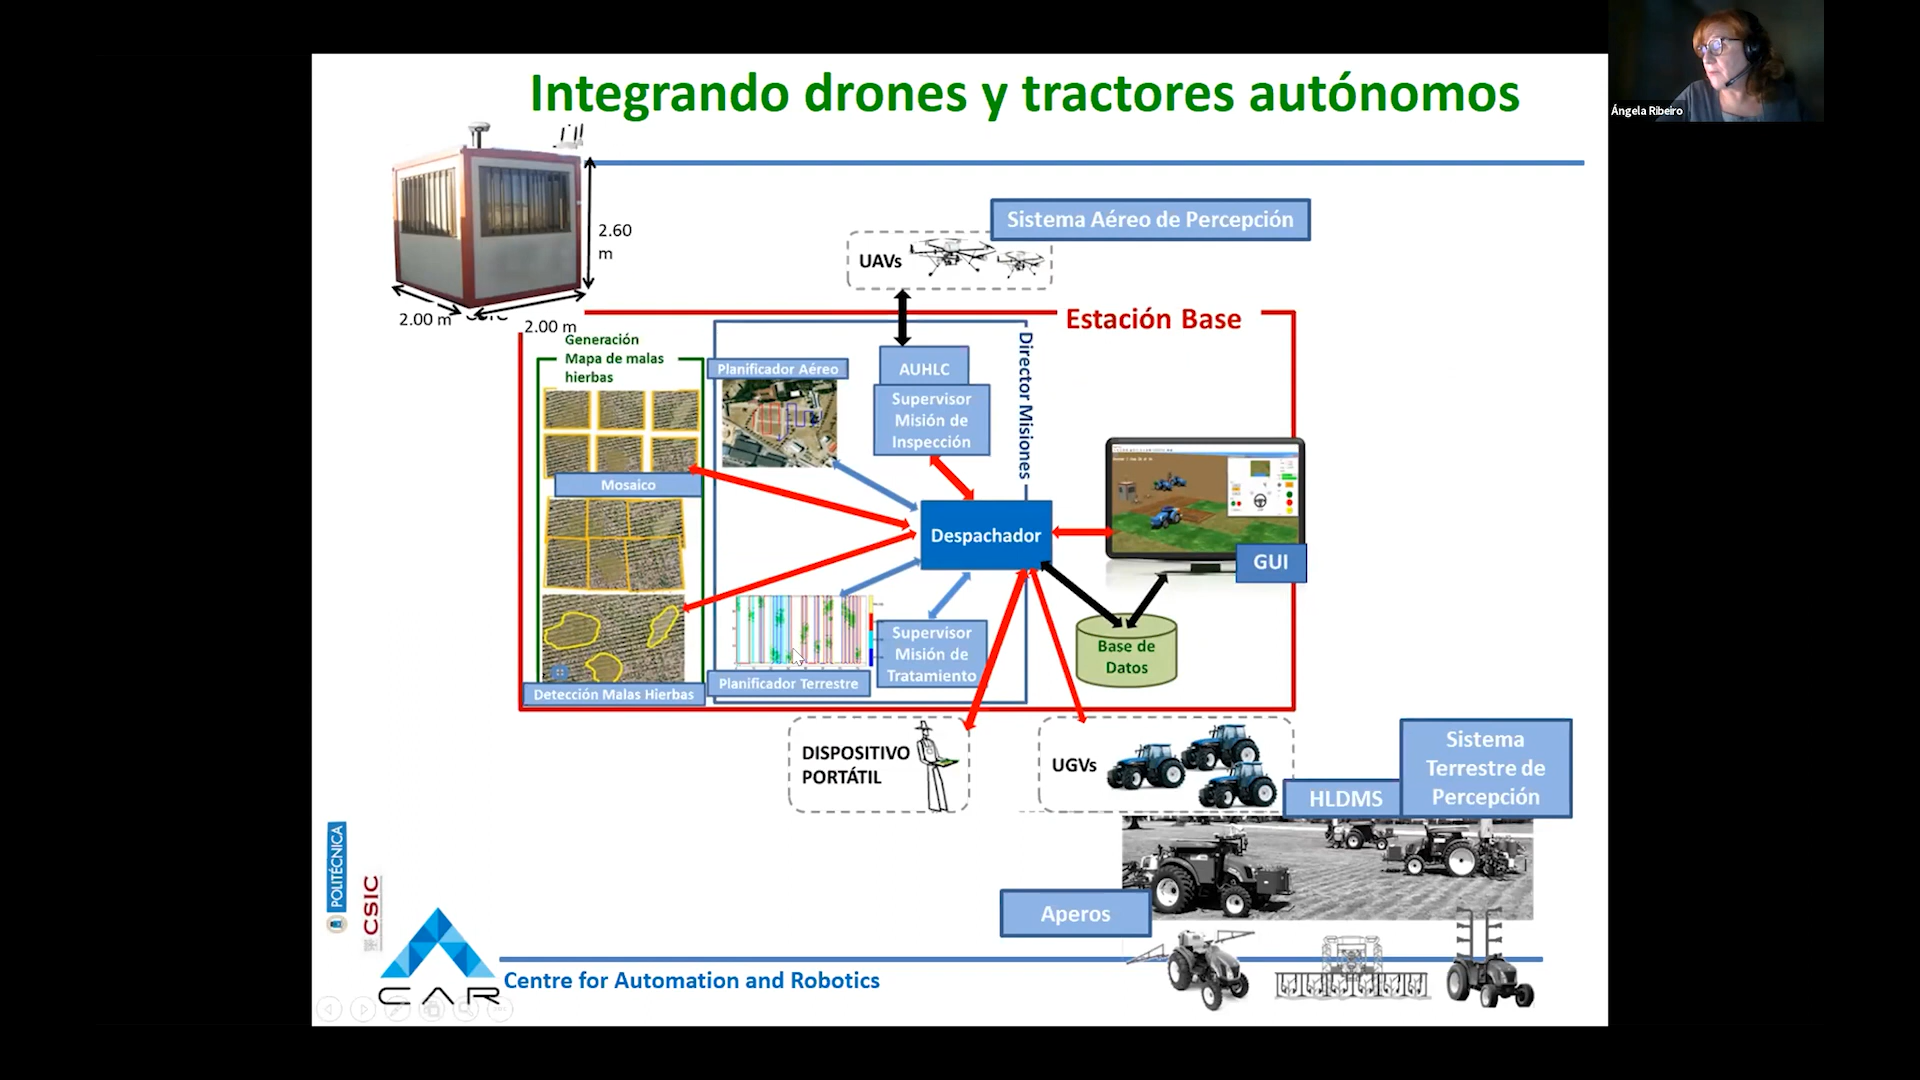 Integrando drones y tractores autónomos
Ángela Ribeiro
2.60
m
2.00 m
2.00 m
Sistema Aéreo de Percepción
UAVs
Estación Base
Generación
Mapa de malas
hierbas
Planificador Aéreo
AUHLC
Supervisor
Misión de
Inspección
Director Misiones
Mosaico
Despachador
GUI
Supervisor
Misión de
Tratamiento
Base de
Datos
Detección Malas Hierbas
Planificador Terrestre
DISPOSITIVO
PORTÁTIL
UGVs
HLDMS
Sistema
Terrestre de
Percepción
Aperos
POLITÉCNICA
CSIC
CAR
Centre for Automation and Robotics